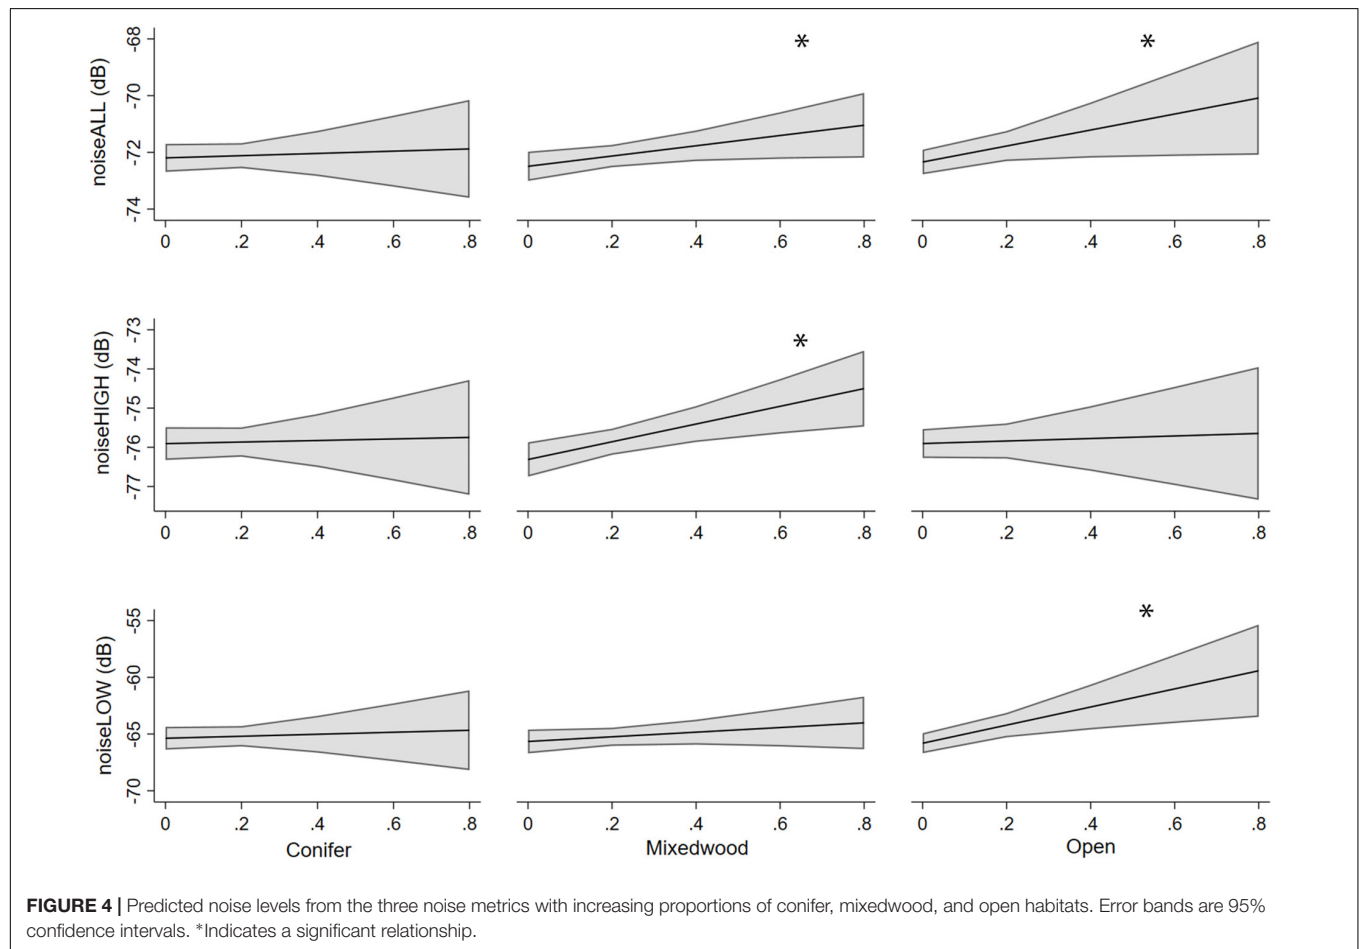 noiseALL (dB)
-68
-70
-72
-74
*
*
0 .2 .4 .6 .8
0 .2 .4 .6 .8
0 .2 .4 .6 .8
noiseHIGH (dB)
-73
-74
-75
-76
-77
*
0 .2 .4 .6 .8
0 .2 .4 .6 .8
0 .2 .4 .6 .8
noiseLOW (dB)
-55
-60
-65
-70
*
0 .2 .4 .6 .8
0 .2 .4 .6 .8
0 .2 .4 .6 .8
Conifer
Mixedwood
Open
FIGURE 4 | Predicted noise levels from the three noise metrics with increasing proportions of conifer, mixedwood, and open habitats. Error bands are 95%
confidence intervals. *Indicates a significant relationship.